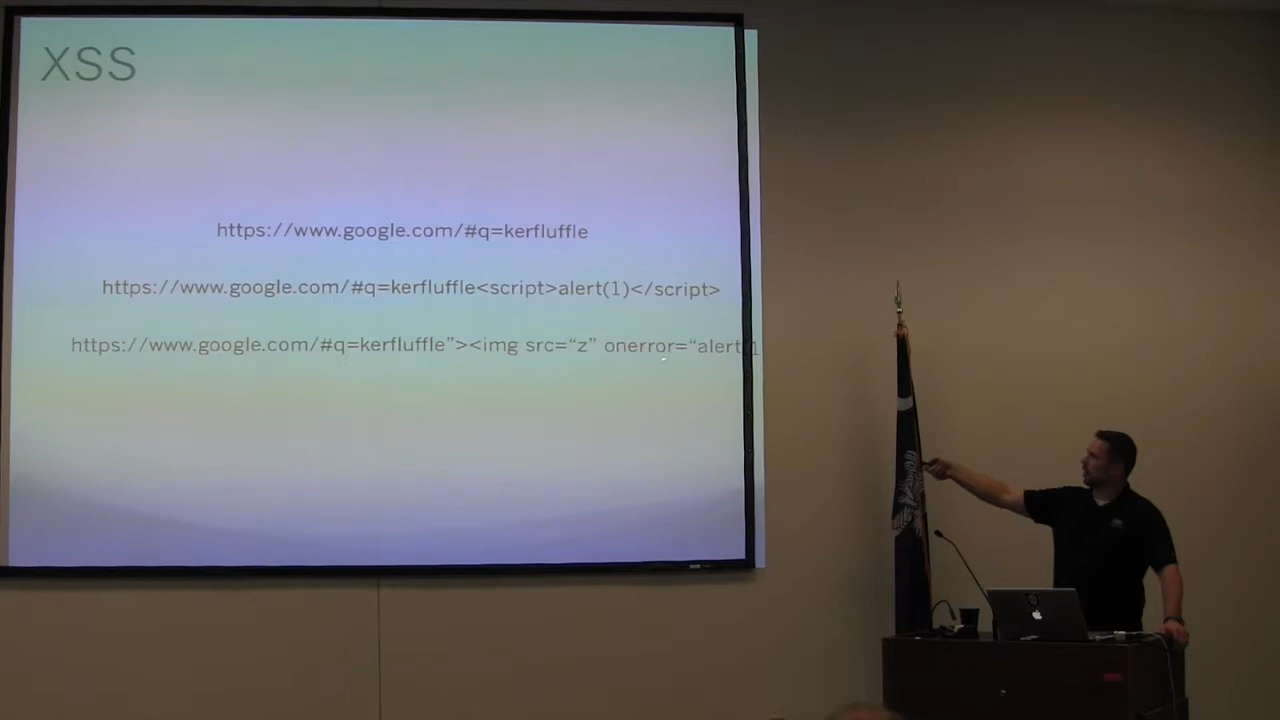 XSS
https://www.google.com/#q=kerfluffle
https://www.google.com/#q=kerfluffle<script>alert(1)</script>
https://www.google.com/#q=kerfluffle”><img src=“z” onerror=“alert(1